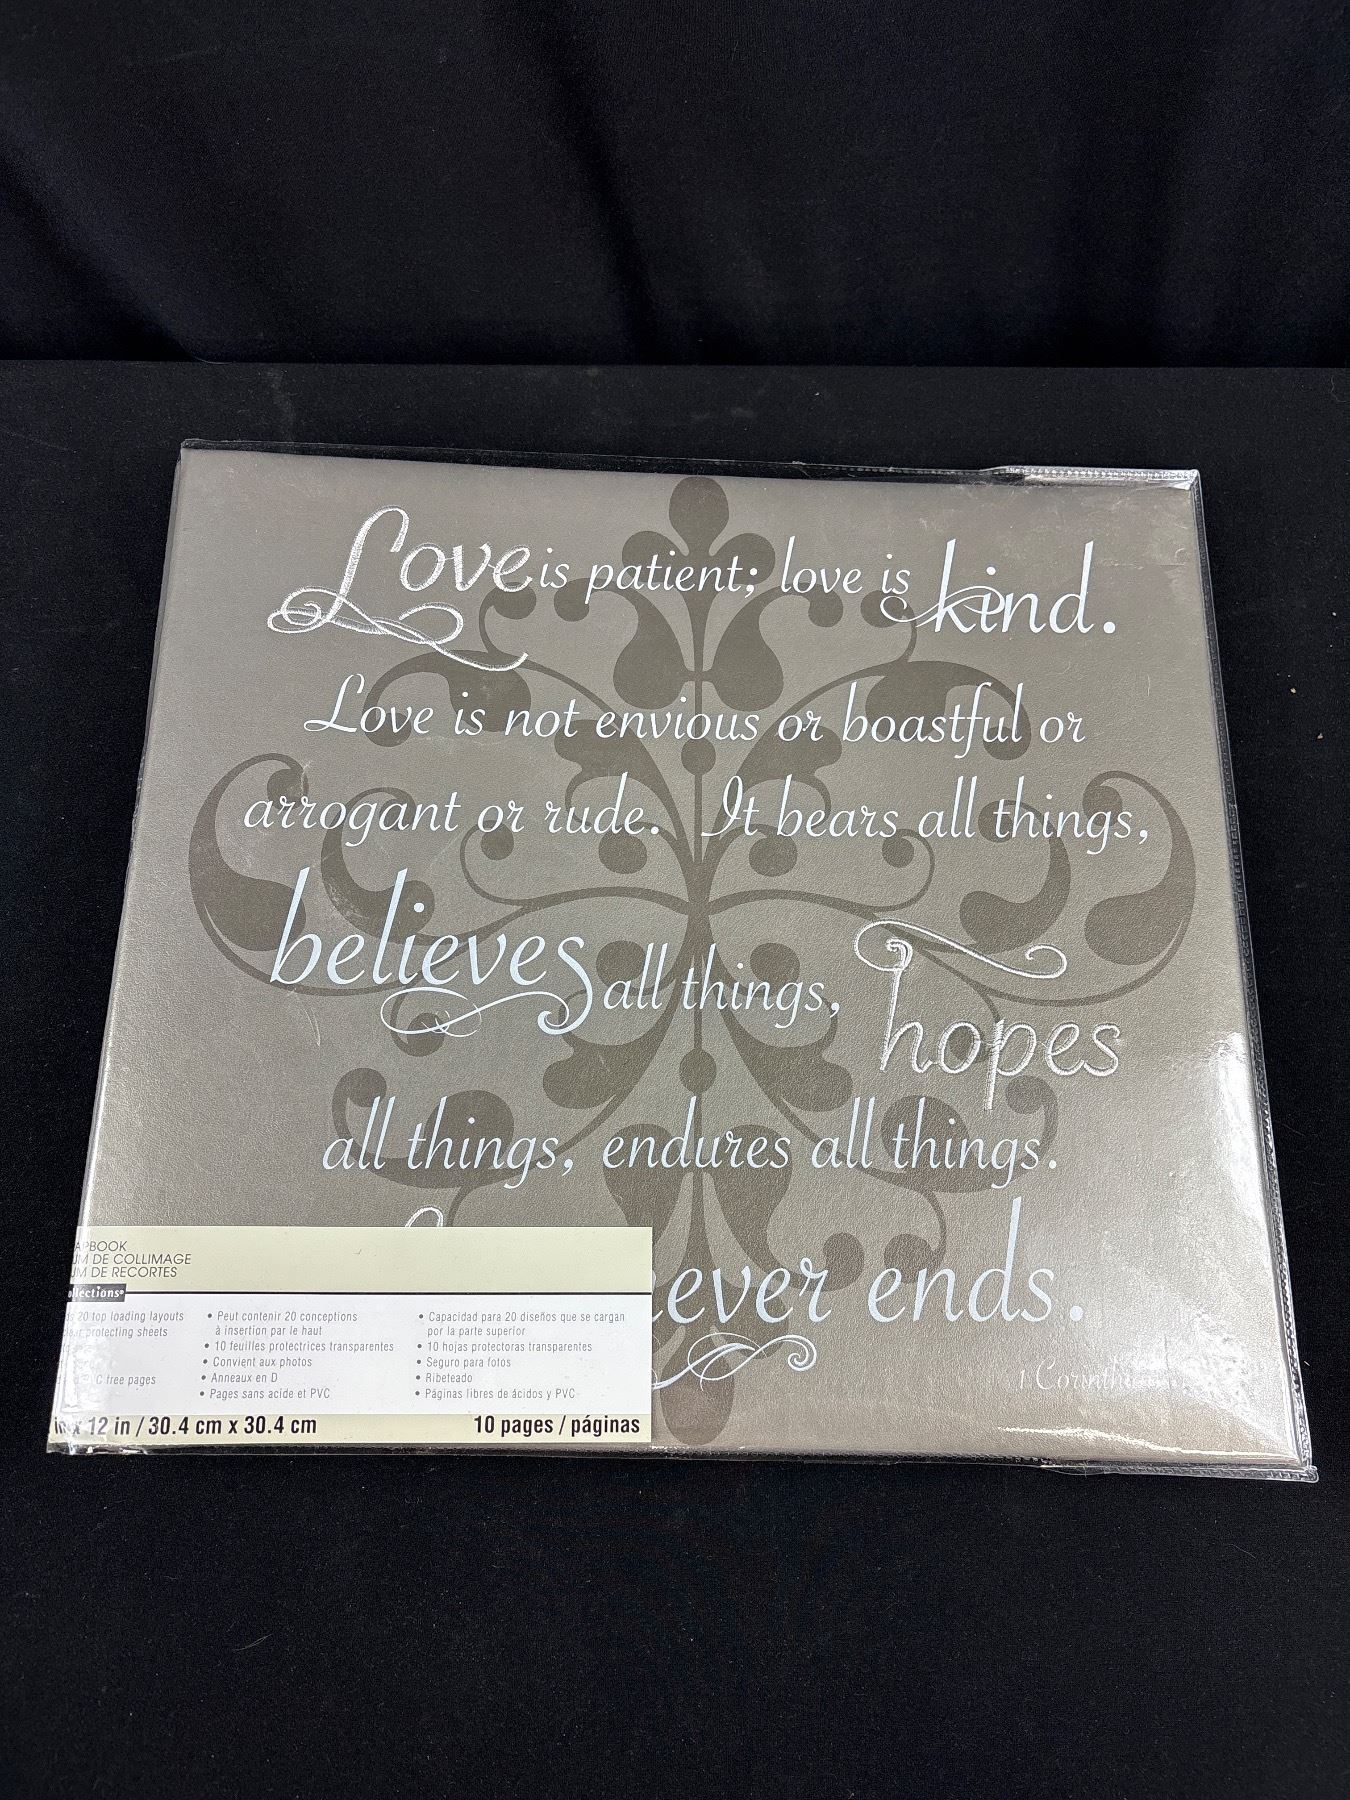 Love is patient; love is kind.
Love is not envious or boastful or
arrogant or rude. It bears all things,
believes all things, hopes
all things, endures all things.
ever ends.
1 Corinth
APBOOK
UM DE COLLIMAGE
UM DE RECORTES
llections
20 top loading layouts
protecting sheets
free pages
• Peut contenir 20 conceptions
à insertion par le haut
• 10 feuilles protectrices transparentes
• Convient aux photos
• Anneaux en D
• Pages sans acide et PVC
• Capacidad para 20 diseños que se cargan
por la parte superior
• 10 hojas protectoras transparentes
• Seguro para fotos
• Ribeteado
• Páginas libres de ácidos y PVC
in x 12 in / 30.4 cm x 30.4 cm
10 pages / páginas